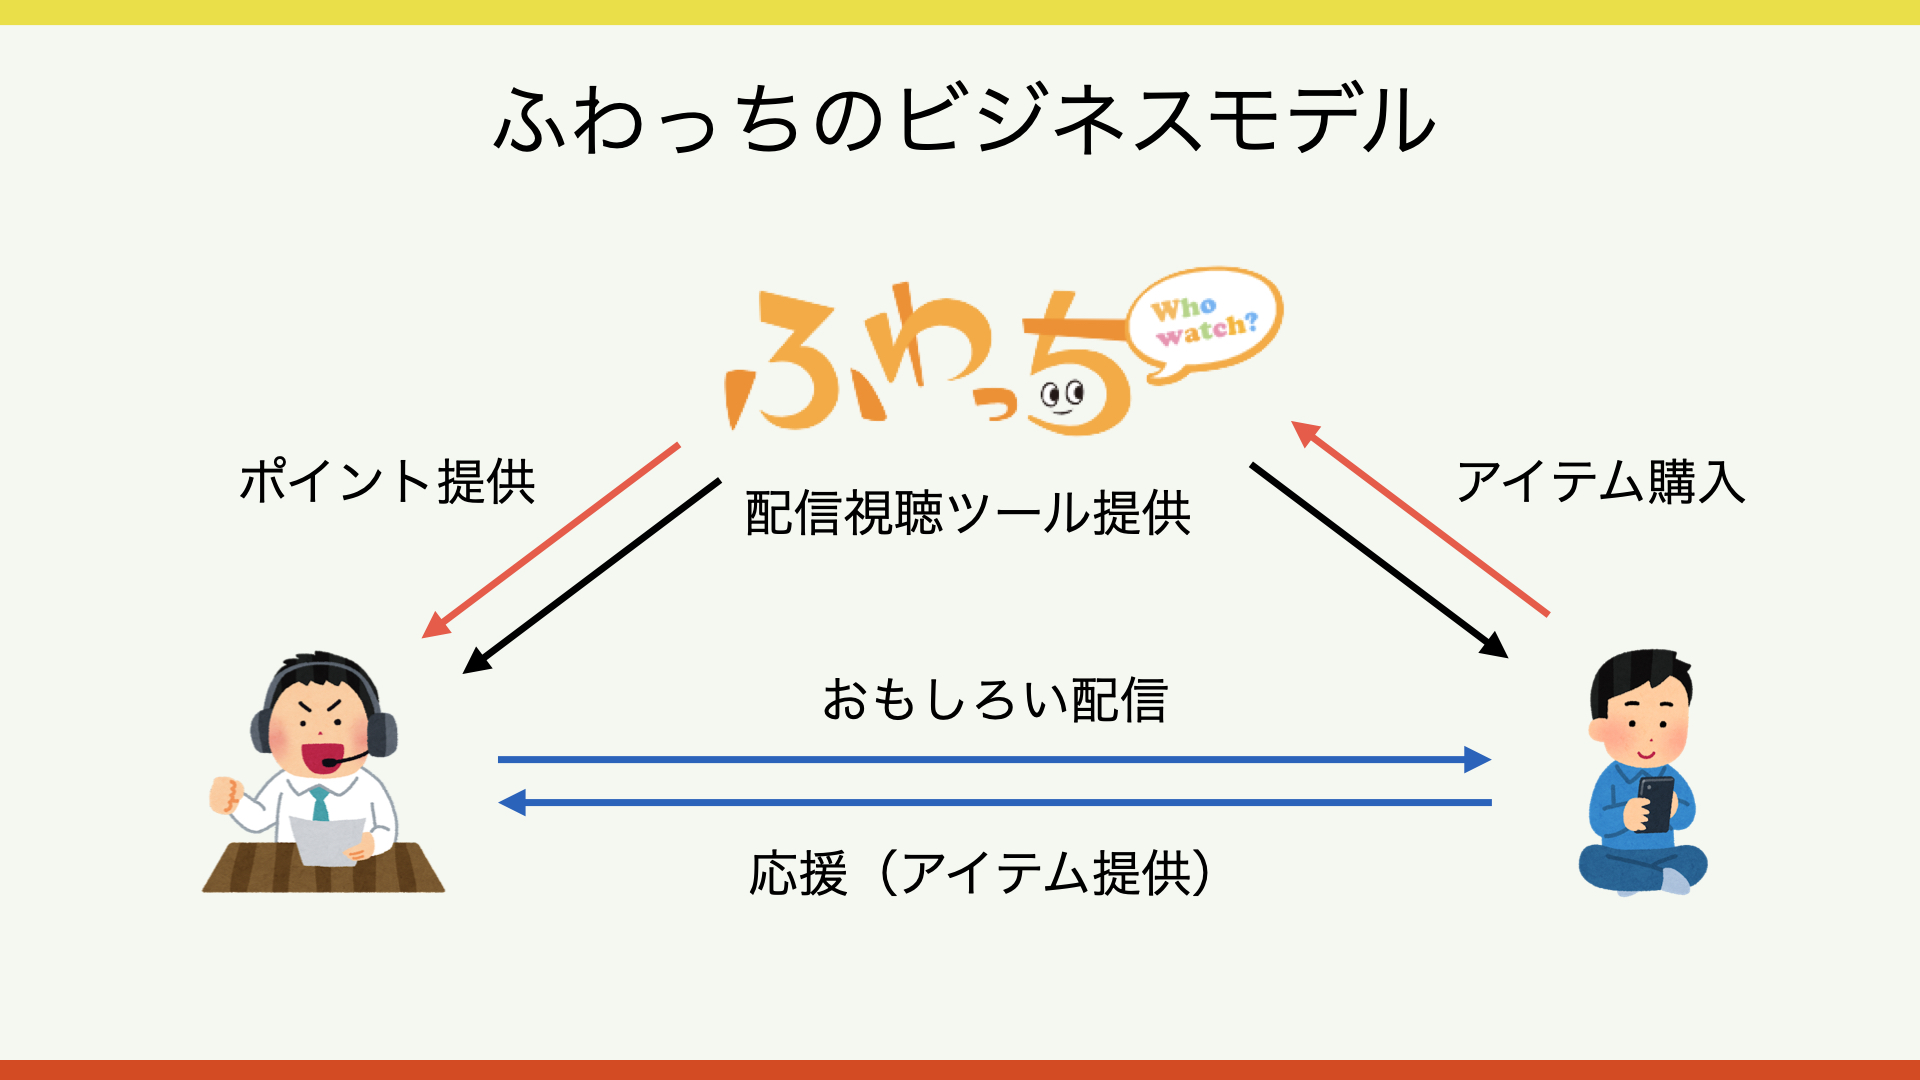 ふわっちのビジネスモデル
ふわっち
Who
watch?
ポイント提供
配信視聴ツール提供
アイテム購入
おもしろい配信
応援（アイテム提供）